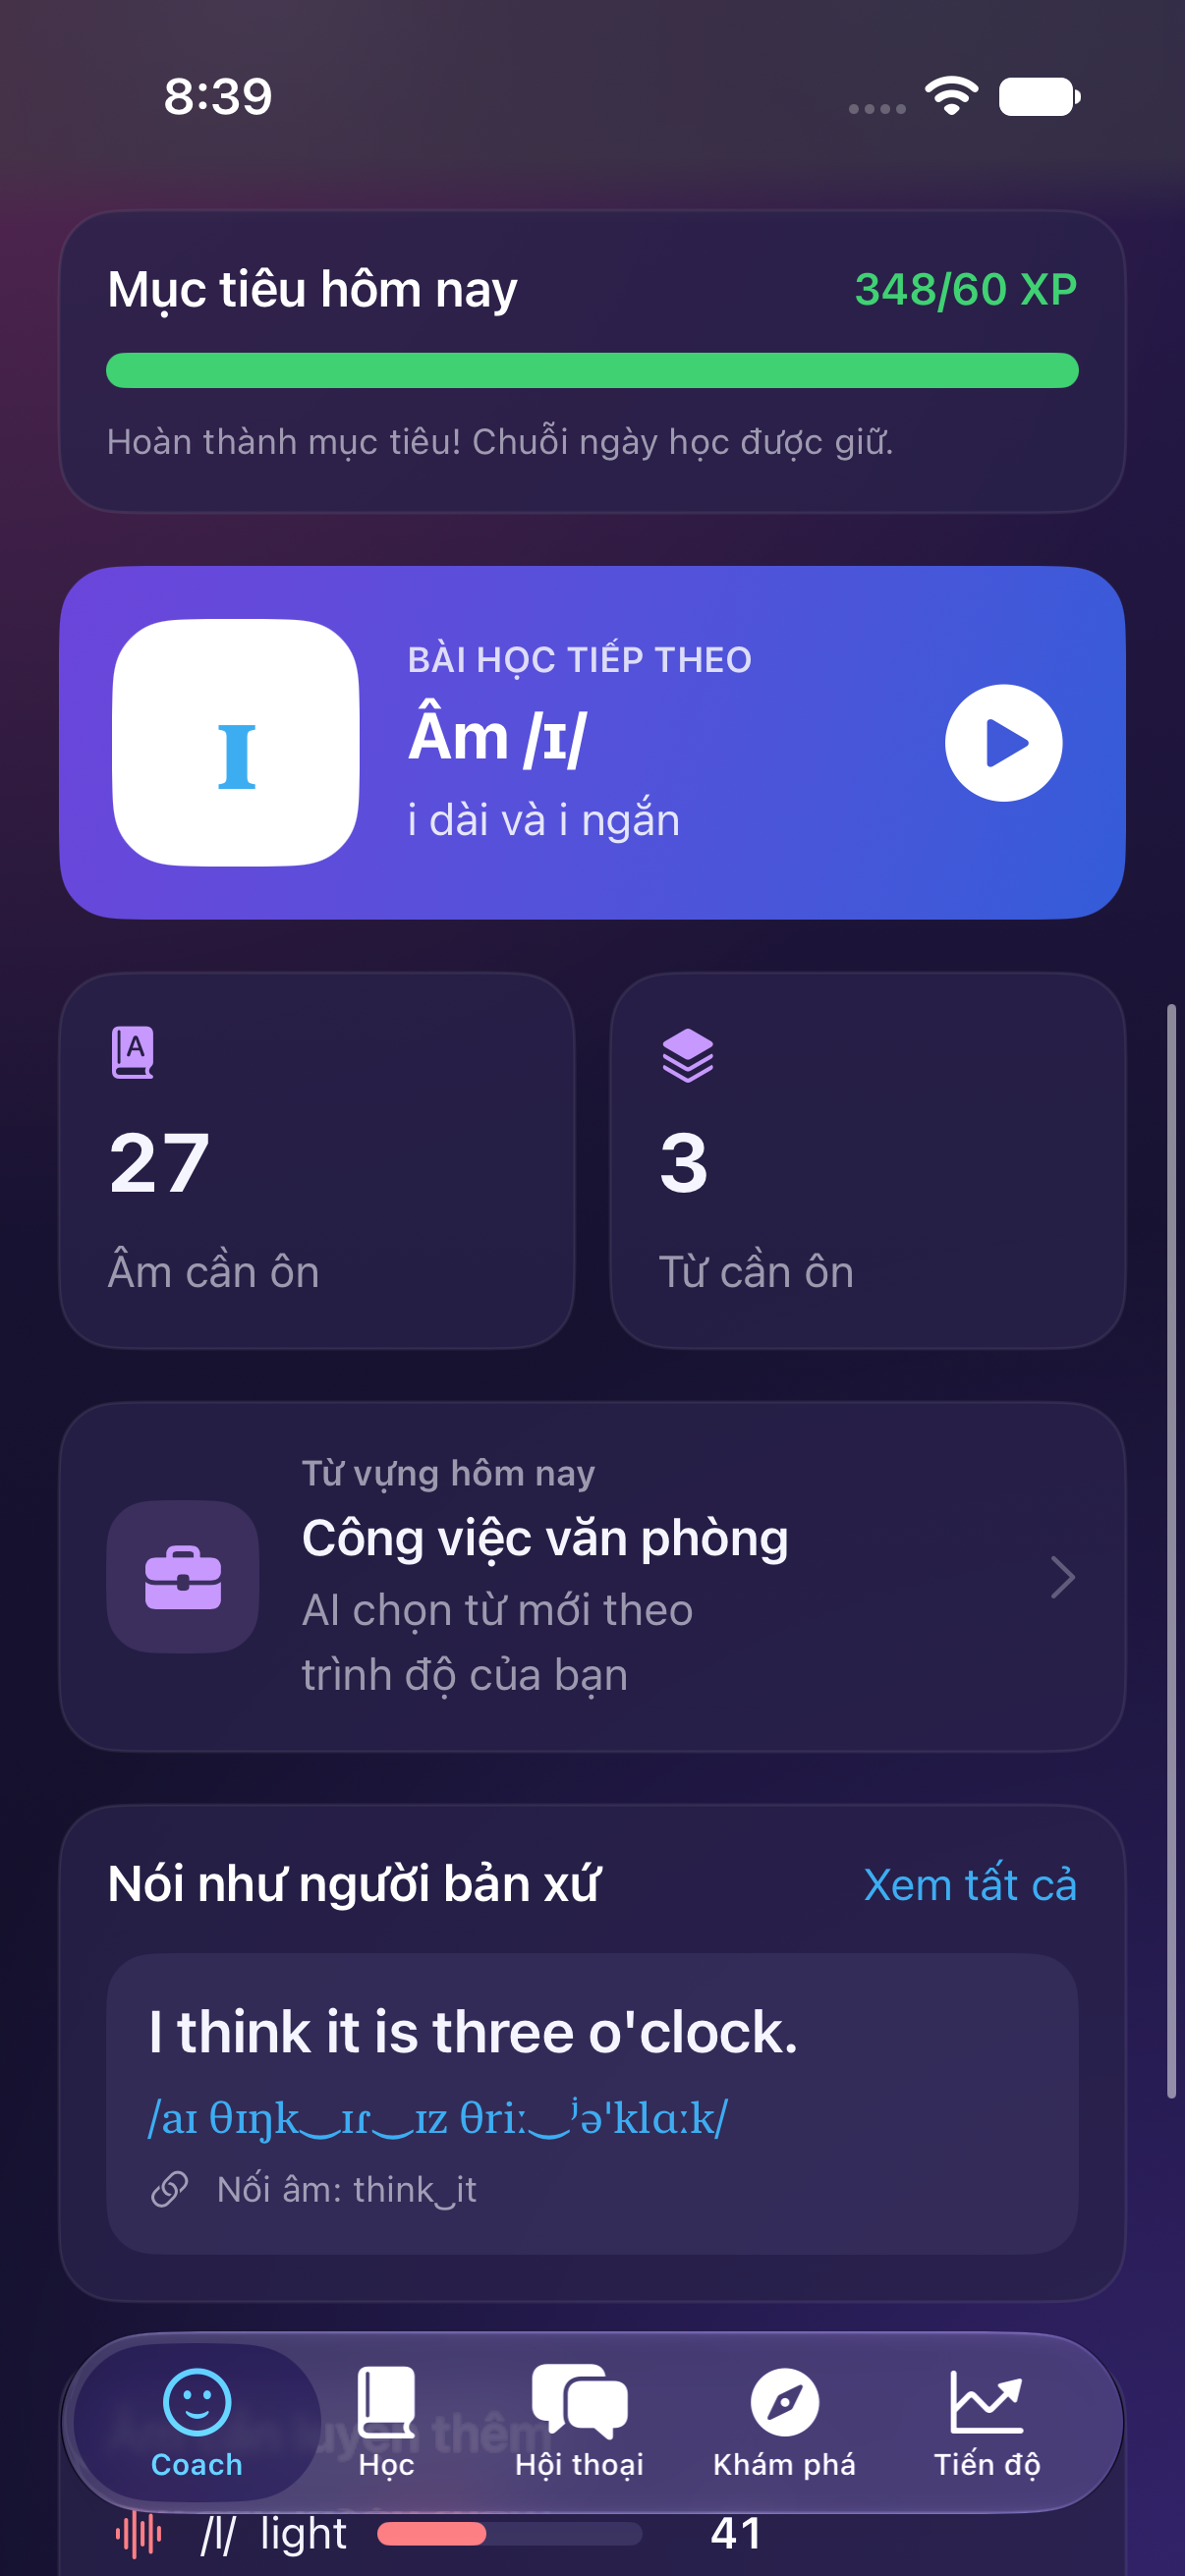 8:39
Mục tiêu hôm nay
348/60 XP
Hoàn thành mục tiêu! Chuỗi ngày học được giữ.
ɪ
BÀI HỌC TIẾP THEO
Âm /ɪ/
i dài và i ngắn
A
27
Âm cần ôn
3
Từ cần ôn
Từ vựng hôm nay
Công việc văn phòng
AI chọn từ mới theo
trình độ của bạn
Nói như người bản xứ
Xem tất cả
I think it is three o'clock.
/aɪ θɪŋk‿ɪɾ‿ɪz θriː‿ʲəˈklɑːk/
Nối âm: think‿it
thêm
Coach
Học
Hội thoại
Khám phá
Tiến độ
/l/ light
41